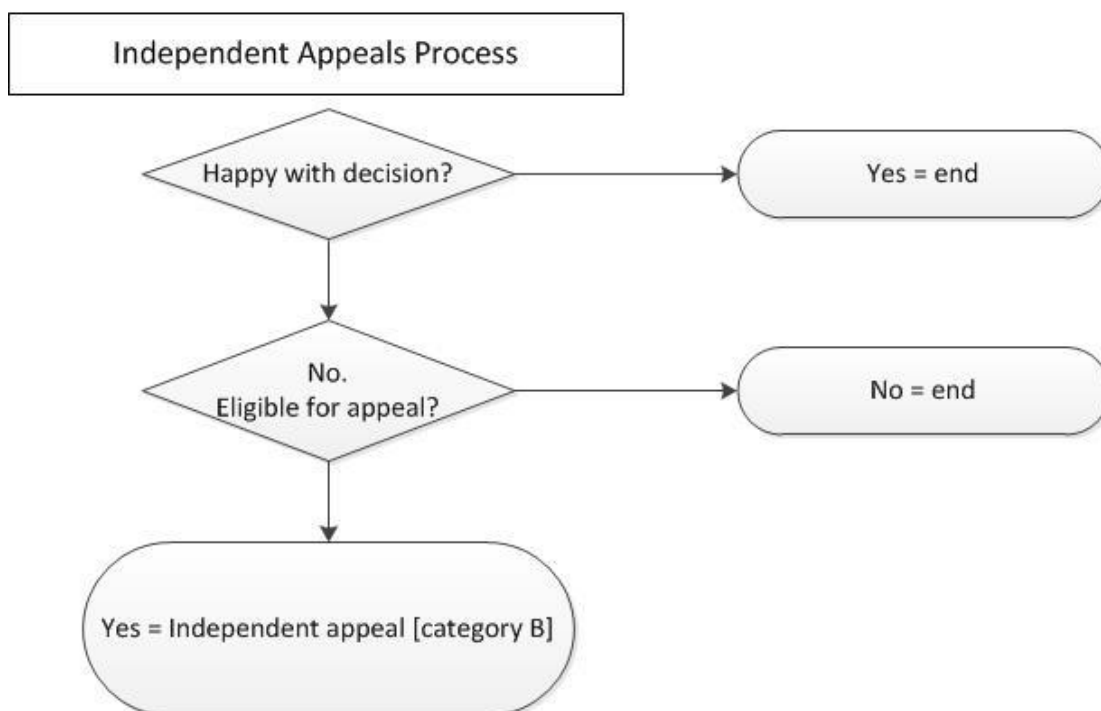 Independent Appeals Process
Happy with decision?
Yes = end
No.
Eligible for appeal?
No = end
Yes = Independent appeal [category B]